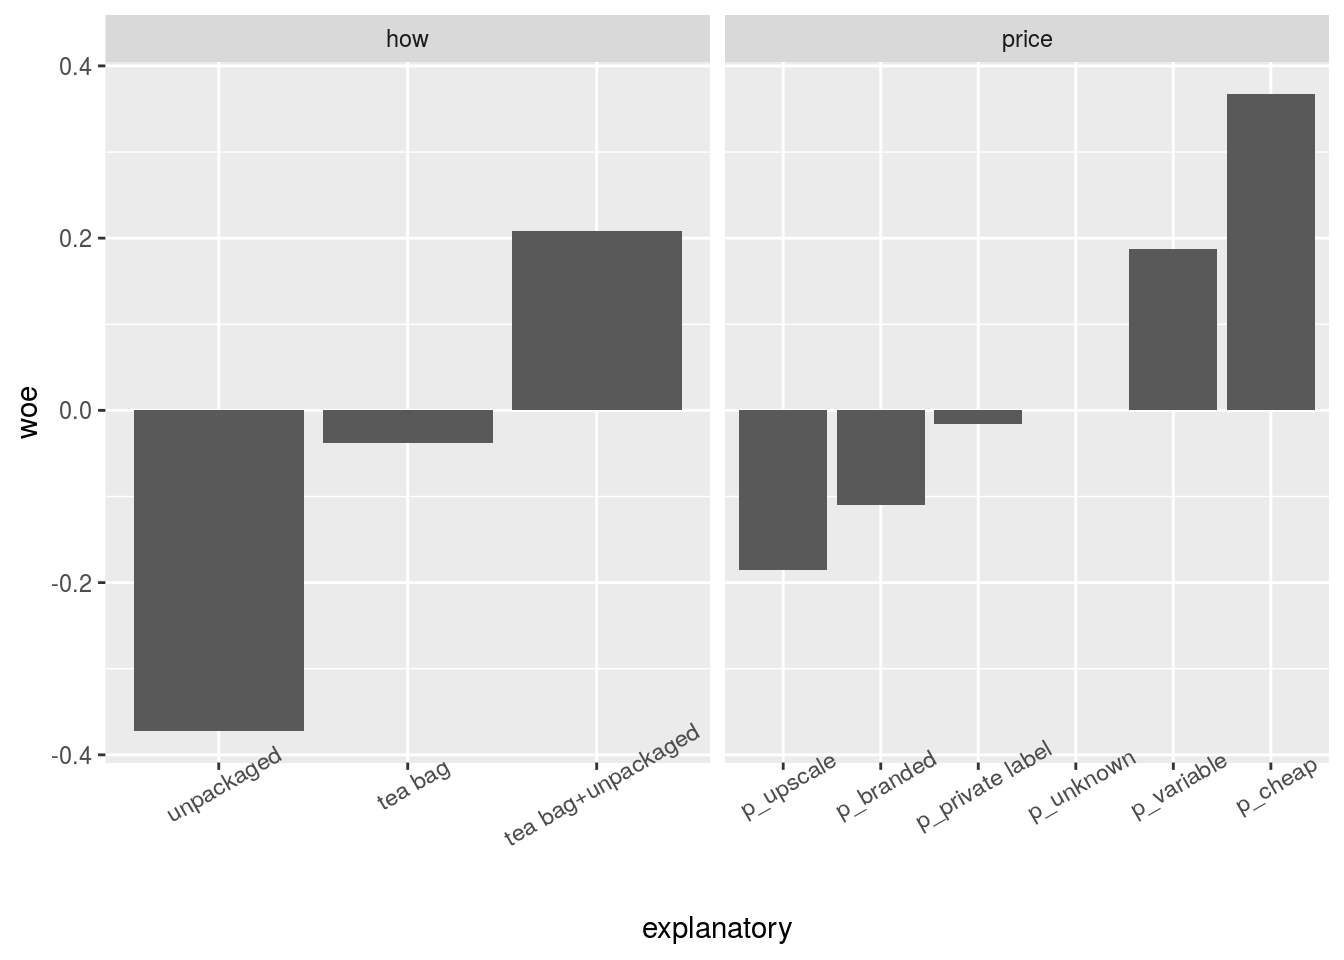 how
price
0.4
0.2
0.0
-0.2
-0.4
woe
unpackaged
tea bag
tea bag+unpackaged
p_upscale
p_branded
p_private label
p_unknown
p_variable
p_cheap
explanatory